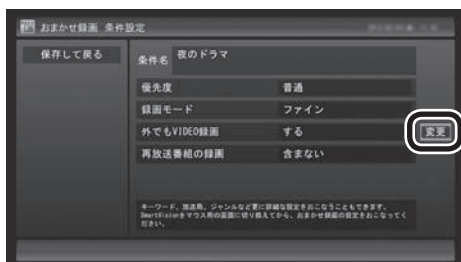 おまかせ録画 条件設定
保存して戻る
条件名 夜のドラマ
優先度 普通
録画モード ファイン
外でもVIDEO録画 する 変更
再放送番組の録画 含まない
キーワード、放送局、ジャンルなど更に詳細な設定をおこなうこともできます。
SmartVisionをマウス用の画面に切り換えてから、おまかせ録画の設定をおこなってく
ださい。